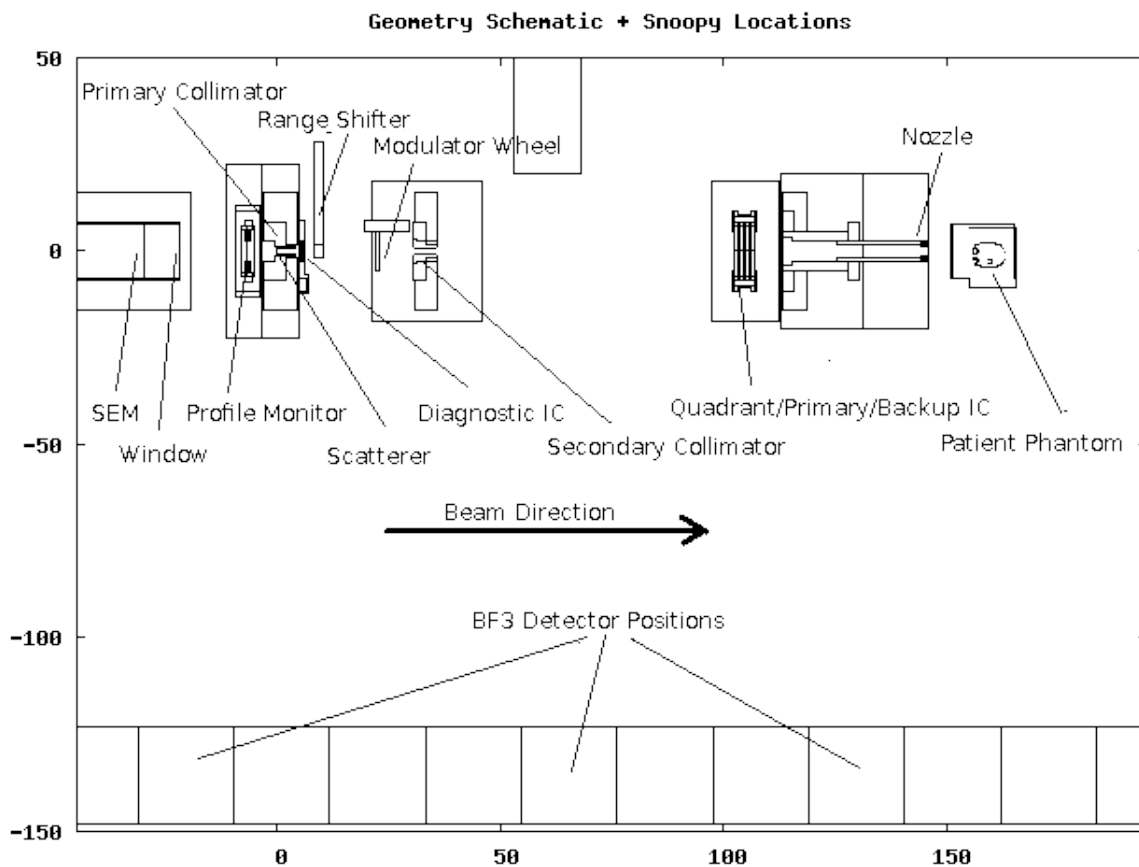 Geometry Schematic + Snoopy Locations
50
Primary Collimator
Range Shifter
Modulator Wheel
Nozzle
0
SEM
Profile Monitor
Diagnostic IC
Quadrant/Primary/Backup IC
Window
Scatterer
Secondary Collimator
Patient Phantom
-50
Beam Direction
BF3 Detector Positions
-100
-150
0 50 100 150